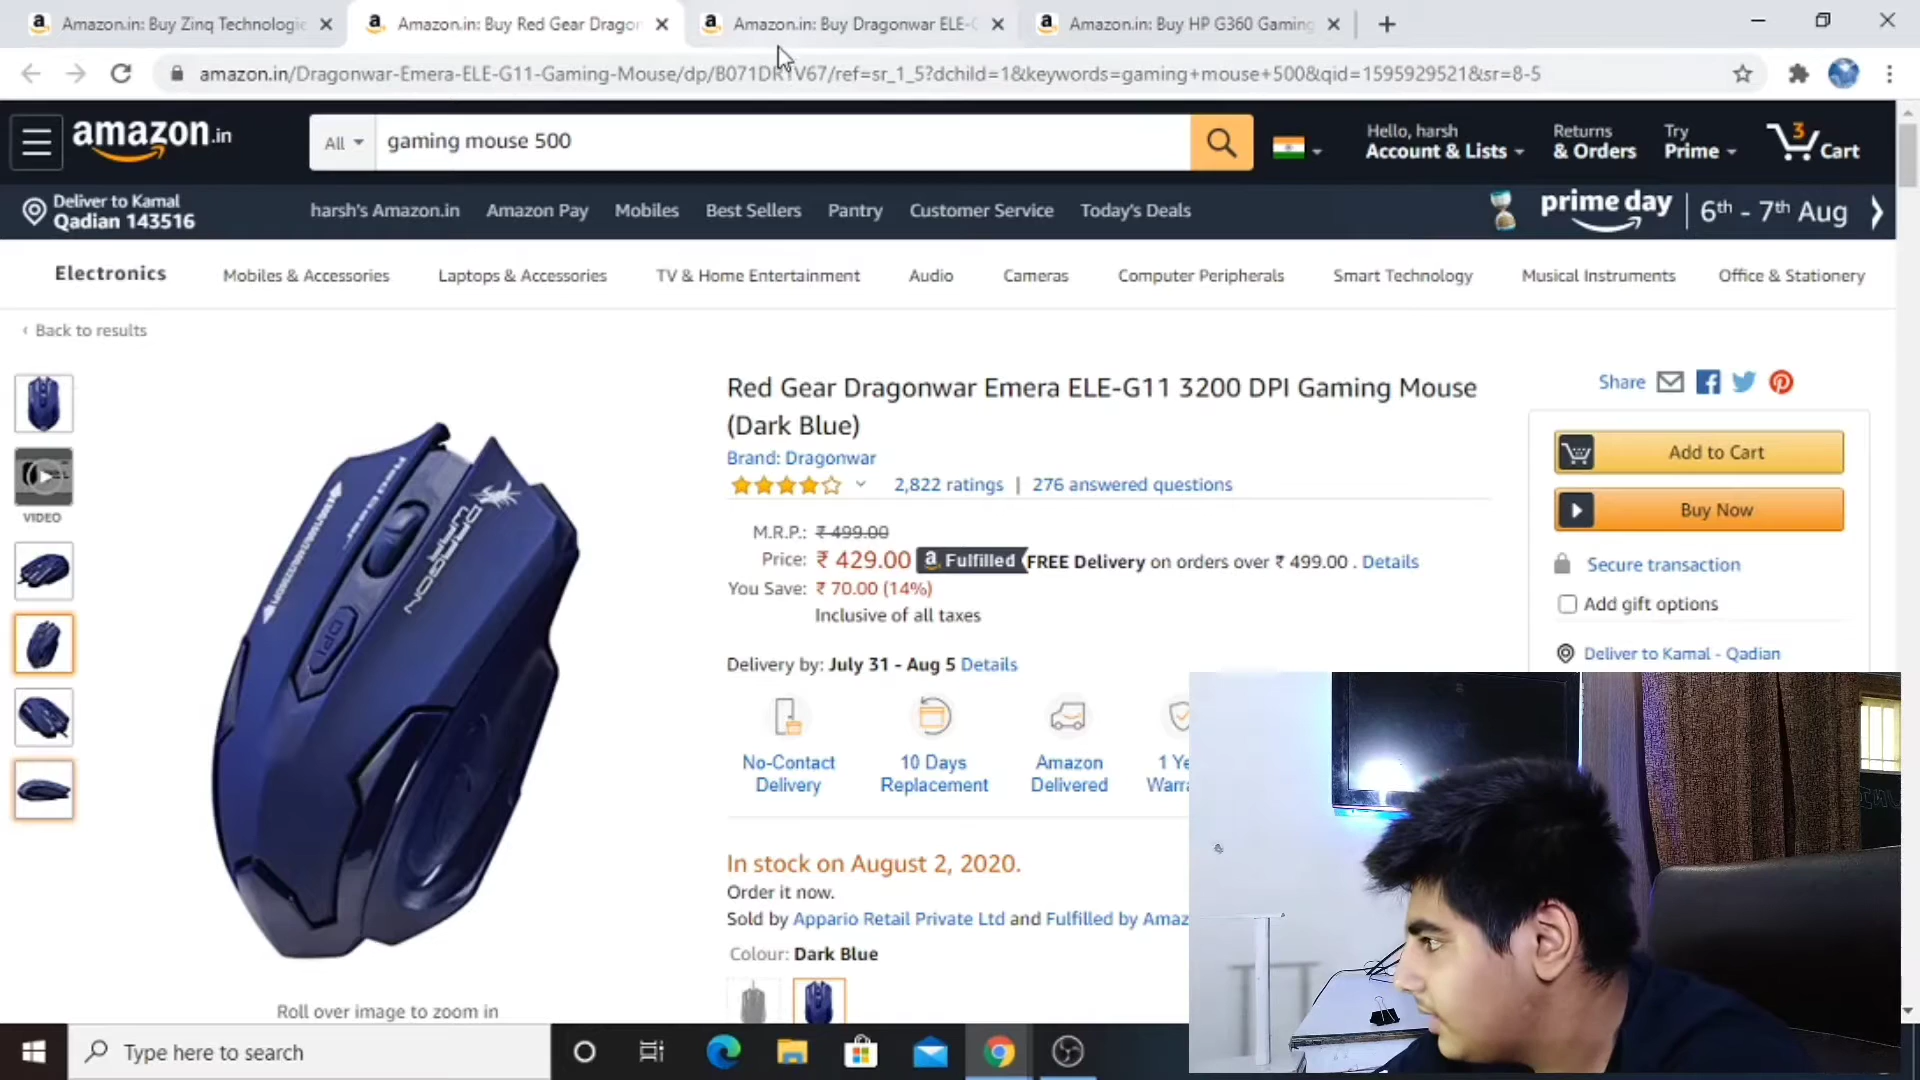 Amazon.in: Buy Zinq Technologie
Amazon.in: Buy Red Gear Dragon
Amazon.in: Buy Dragonwar ELE-G
Amazon.in: Buy HP G360 Gaming
amazon.in/Dragonwar-Emera-ELE-G11-Gaming-Mouse/dp/B071DRYV67/ref=sr_1_5?dchild=1&keywords=gaming+mouse+500&qid=1595929521&sr=8-5
amazon.in
All
gaming mouse 500
Hello, harsh
Account & Lists
Returns
& Orders
Try
Prime
3
Cart
Deliver to Kamal
Qadian 143516
harsh's Amazon.in
Amazon Pay
Mobiles
Best Sellers
Pantry
Customer Service
Today's Deals
prime day
6th - 7th Aug
Electronics
Mobiles & Accessories
Laptops & Accessories
TV & Home Entertainment
Audio
Cameras
Computer Peripherals
Smart Technology
Musical Instruments
Office & Stationery
‹ Back to results
VIDEO
DPI
Roll over image to zoom in
Red Gear Dragonwar Emera ELE-G11 3200 DPI Gaming Mouse
(Dark Blue)
Brand: Dragonwar
2,822 ratings | 276 answered questions
M.R.P.: ₹ 499.00
Price: ₹ 429.00 a Fulfilled FREE Delivery on orders over ₹ 499.00 . Details
You Save: ₹ 70.00 (14%)
Inclusive of all taxes
Delivery by: July 31 - Aug 5 Details
No-Contact
Delivery
10 Days
Replacement
Amazon
Delivered
1 Ye
Warra
In stock on August 2, 2020.
Order it now.
Sold by Appario Retail Private Ltd and Fulfilled by Amaz
Colour: Dark Blue
Share
Add to Cart
Buy Now
Secure transaction
Add gift options
Deliver to Kamal - Qadian
Type here to search